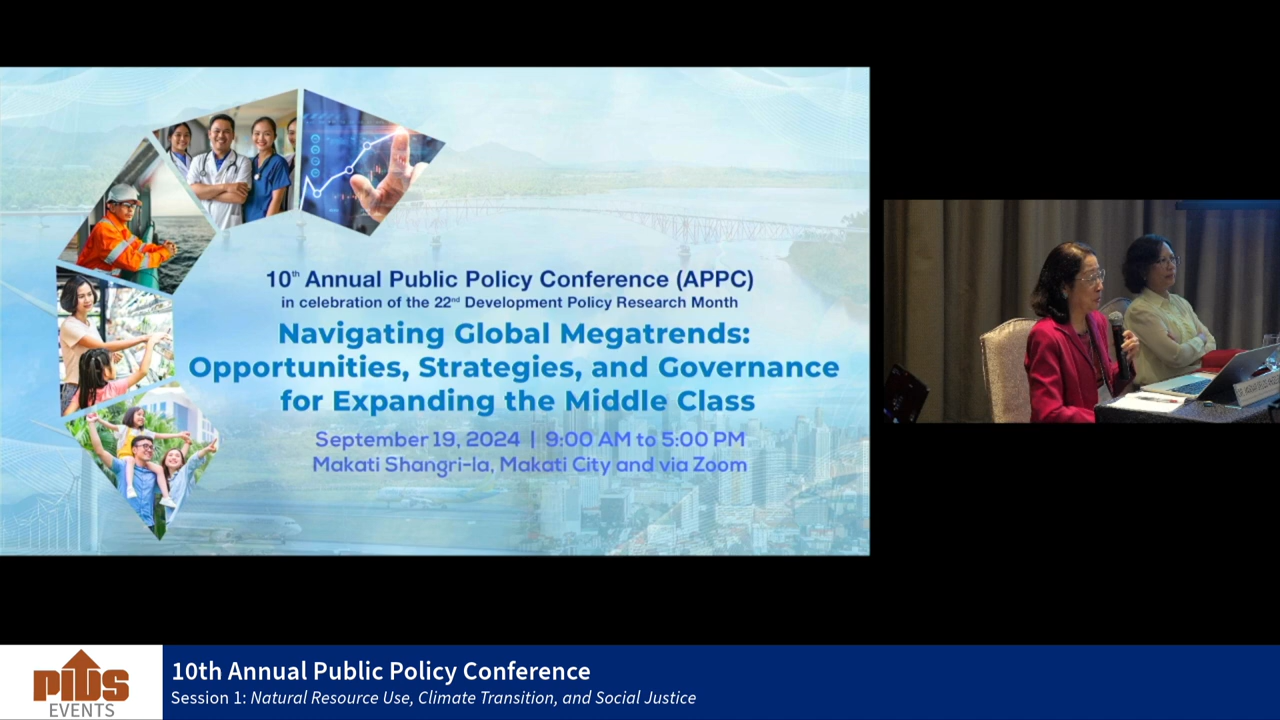 10th Annual Public Policy Conference (APPC)
in celebration of the 22nd Development Policy Research Month
Navigating Global Megatrends:
Opportunities, Strategies, and Governance
for Expanding the Middle Class
September 19, 2024 | 9:00 AM to 5:00 PM
Makati Shangri-la, Makati City and via Zoom
PIDS
EVENTS
10th Annual Public Policy Conference
Session 1: Natural Resource Use, Climate Transition, and Social Justice